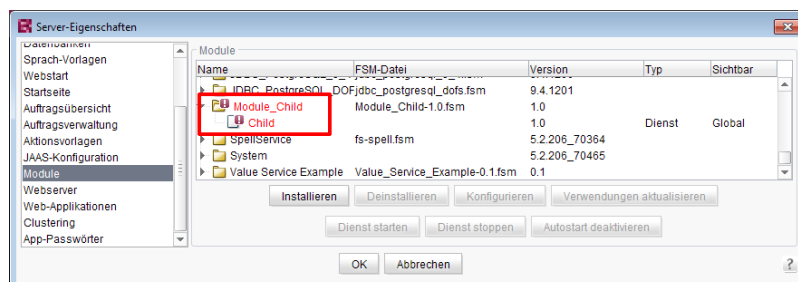 Server-Eigenschaften
Datenbanken
Sprach-Vorlagen
Webstart
Startseite
Auftragsübersicht
Auftragsverwaltung
Aktionsvorlagen
JAAS-Konfiguration
Module
Webserver
Web-Applikationen
Clustering
App-Passwörter
Module
Name FSM-Datei Version Typ Sichtbar
JDBC_PostgreSQL_DOF jdbc_postgresql_dofs.fsm 9.4.1201
Module_Child Module_Child-1.0.fsm 1.0
Child 1.0 Dienst Global
SpellService fs-spell.fsm 5.2.206_70364
System 5.2.206_70465
Value Service Example Value_Service_Example-0.1.fsm 0.1
Installieren Deinstallieren Konfigurieren Verwendungen aktualisieren
Dienst starten Dienst stoppen Autostart deaktivieren
OK Abbrechen ?